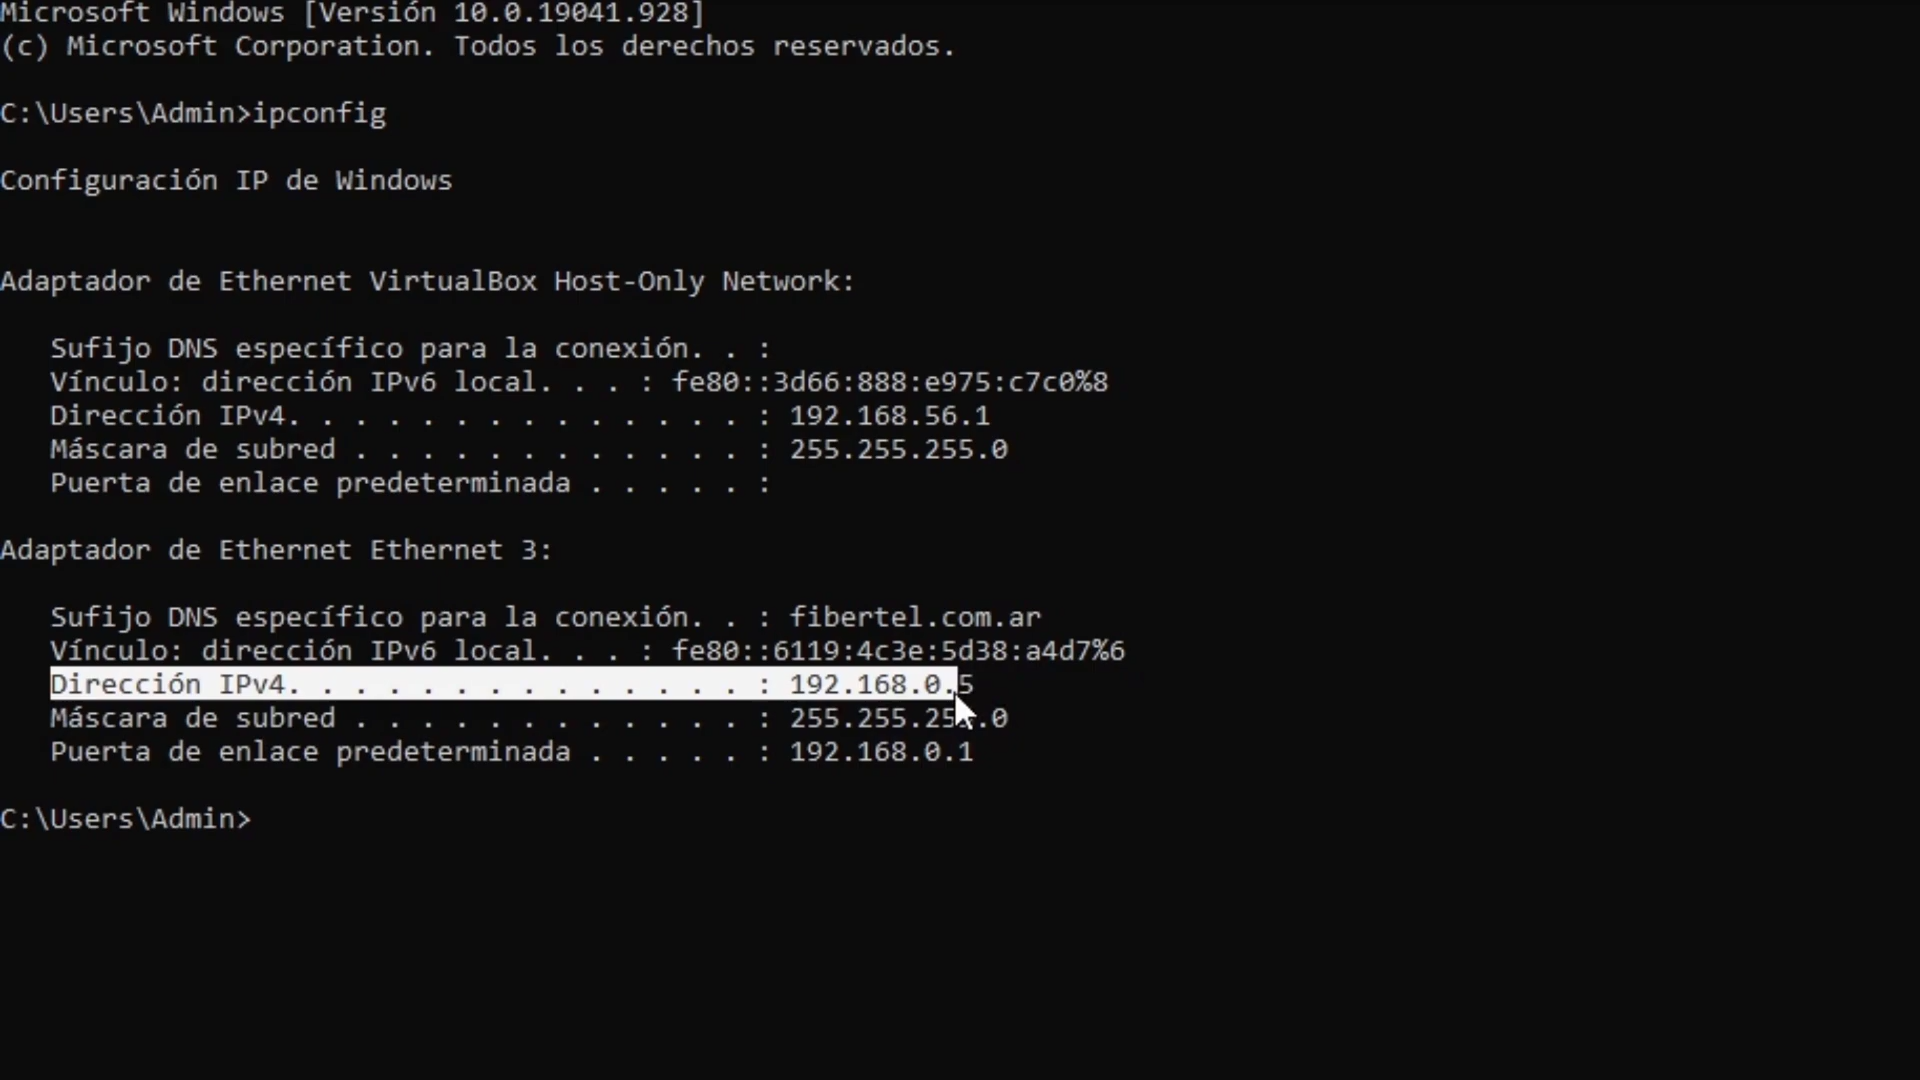 Microsoft Windows [Versión 10.0.19041.928]
(c) Microsoft Corporation. Todos los derechos reservados.
C:\Users\Admin>ipconfig
Configuración IP de Windows
Adaptador de Ethernet VirtualBox Host-Only Network:
Sufijo DNS específico para la conexión. . :
Vínculo: dirección IPv6 local. . . : fe80::3d66:888:e975:c7c0%8
Dirección IPv4. . . . . . . . . . . . . . : 192.168.56.1
Máscara de subred . . . . . . . . . . . . : 255.255.255.0
Puerta de enlace predeterminada . . . . . :
Adaptador de Ethernet Ethernet 3:
Sufijo DNS específico para la conexión. . : fibertel.com.ar
Vínculo: dirección IPv6 local. . . : fe80::6119:4c3e:5d38:a4d7%6
Dirección IPv4. . . . . . . . . . . . . . : 192.168.0.5
Máscara de subred . . . . . . . . . . . . : 255.255.255.0
Puerta de enlace predeterminada . . . . . : 192.168.0.1
C:\Users\Admin>